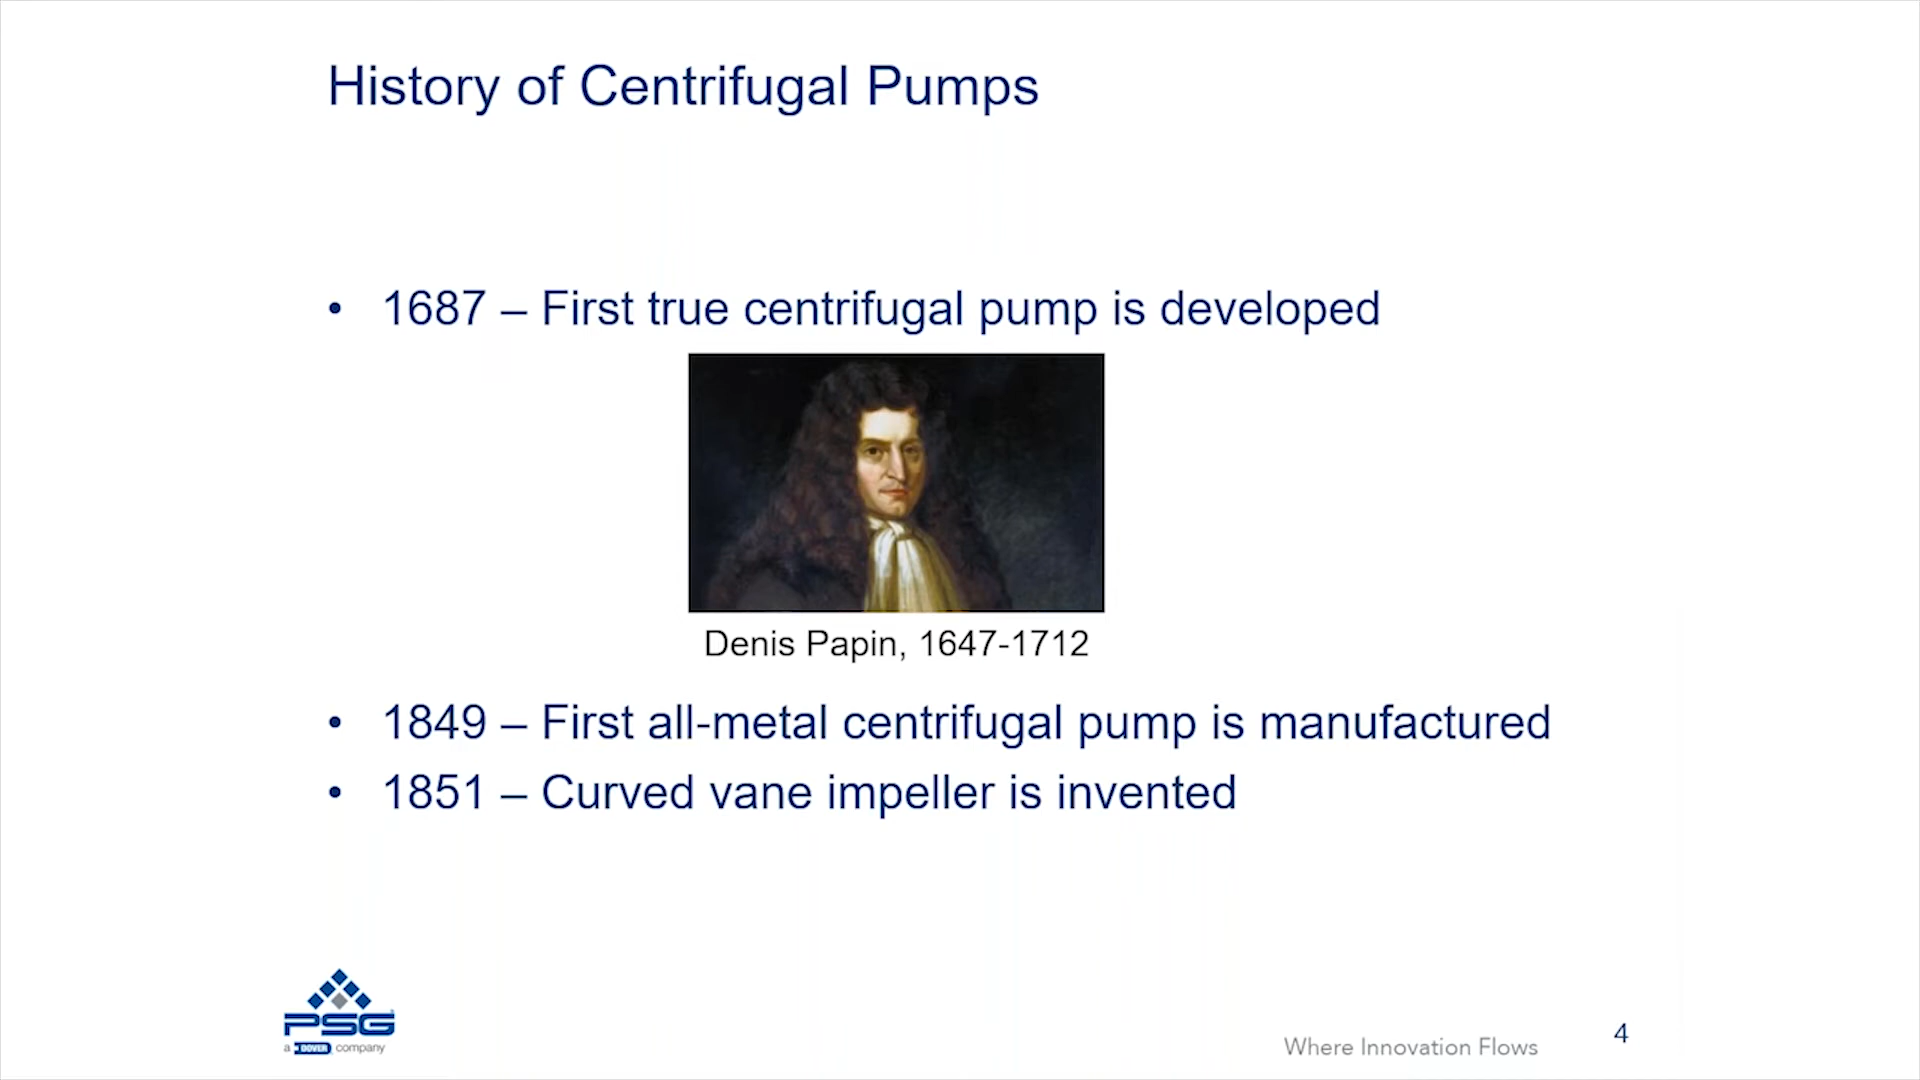 History of Centrifugal Pumps
• 1687 – First true centrifugal pump is developed
Denis Papin, 1647-1712
• 1849 – First all-metal centrifugal pump is manufactured
• 1851 – Curved vane impeller is invented
PSG
a DOVER company
Where Innovation Flows
4